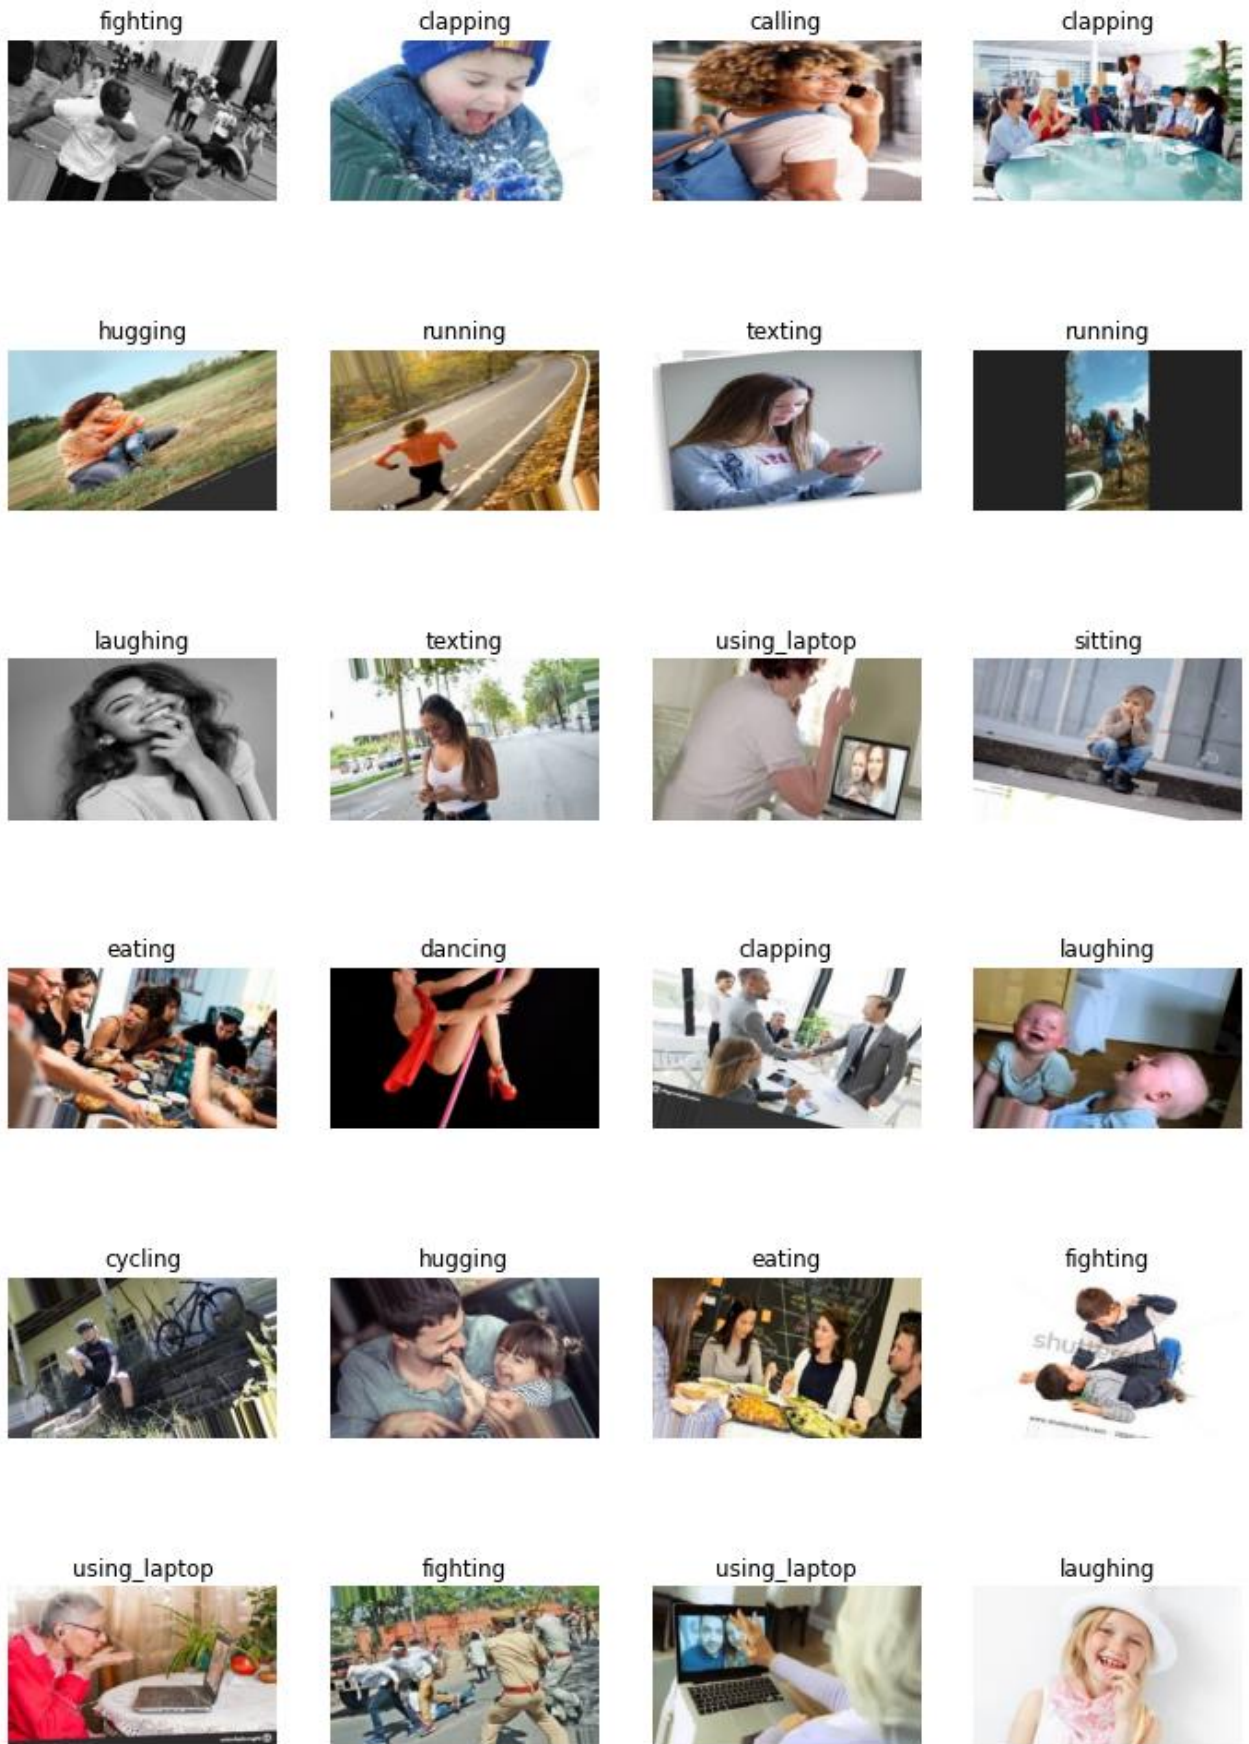 fighting clapping calling clapping
hugging running texting running
laughing texting using_laptop sitting
eating dancing clapping laughing
cycling hugging eating fighting
shutterstock
using_laptop fighting using_laptop laughing